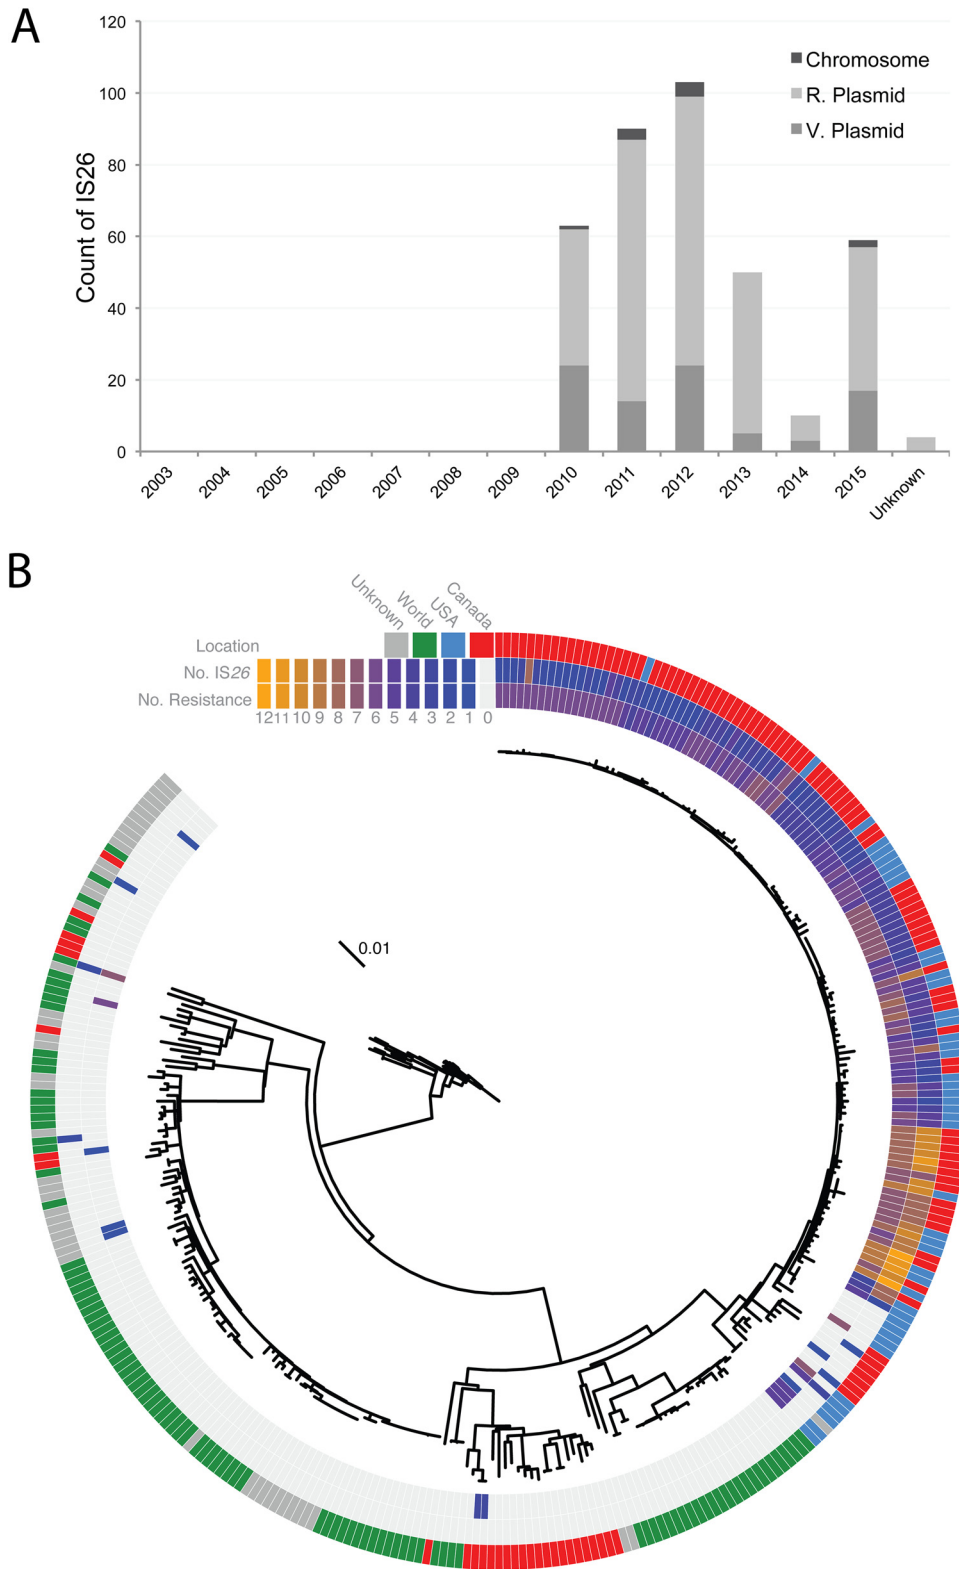 A
120
100
80
60
40
20
0
Count of IS26
Chromosome
R. Plasmid
V. Plasmid
2003 2004 2005 2006 2007 2008 2009 2010 2011 2012 2013 2014 2015 Unknown
B
Unknown World USA Canada
Location
No. IS26
No. Resistance
12 11 10 9 8 7 6 5 4 3 2 1 0
0.01